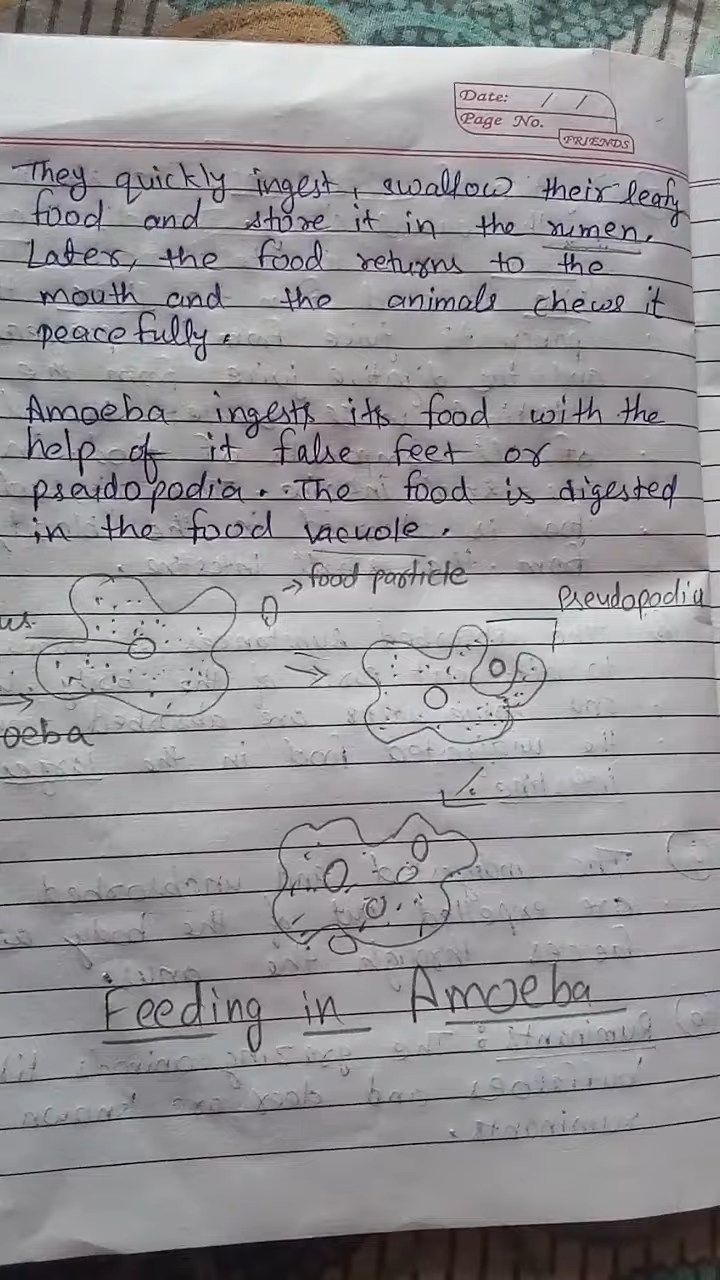 Date: / /
Page No.
FRIENDS
They quickly ingest, swallow their leafy
food and store it in the rumen.
Later, the food returns to the
mouth and the animals chews it
peacefully.
Amoeba ingests its food with the
help of it false feet or
pseudopodia. The food is digested
in the food vacuole.
food particle
Pseudopodia
oeba
Feeding in Amoeba